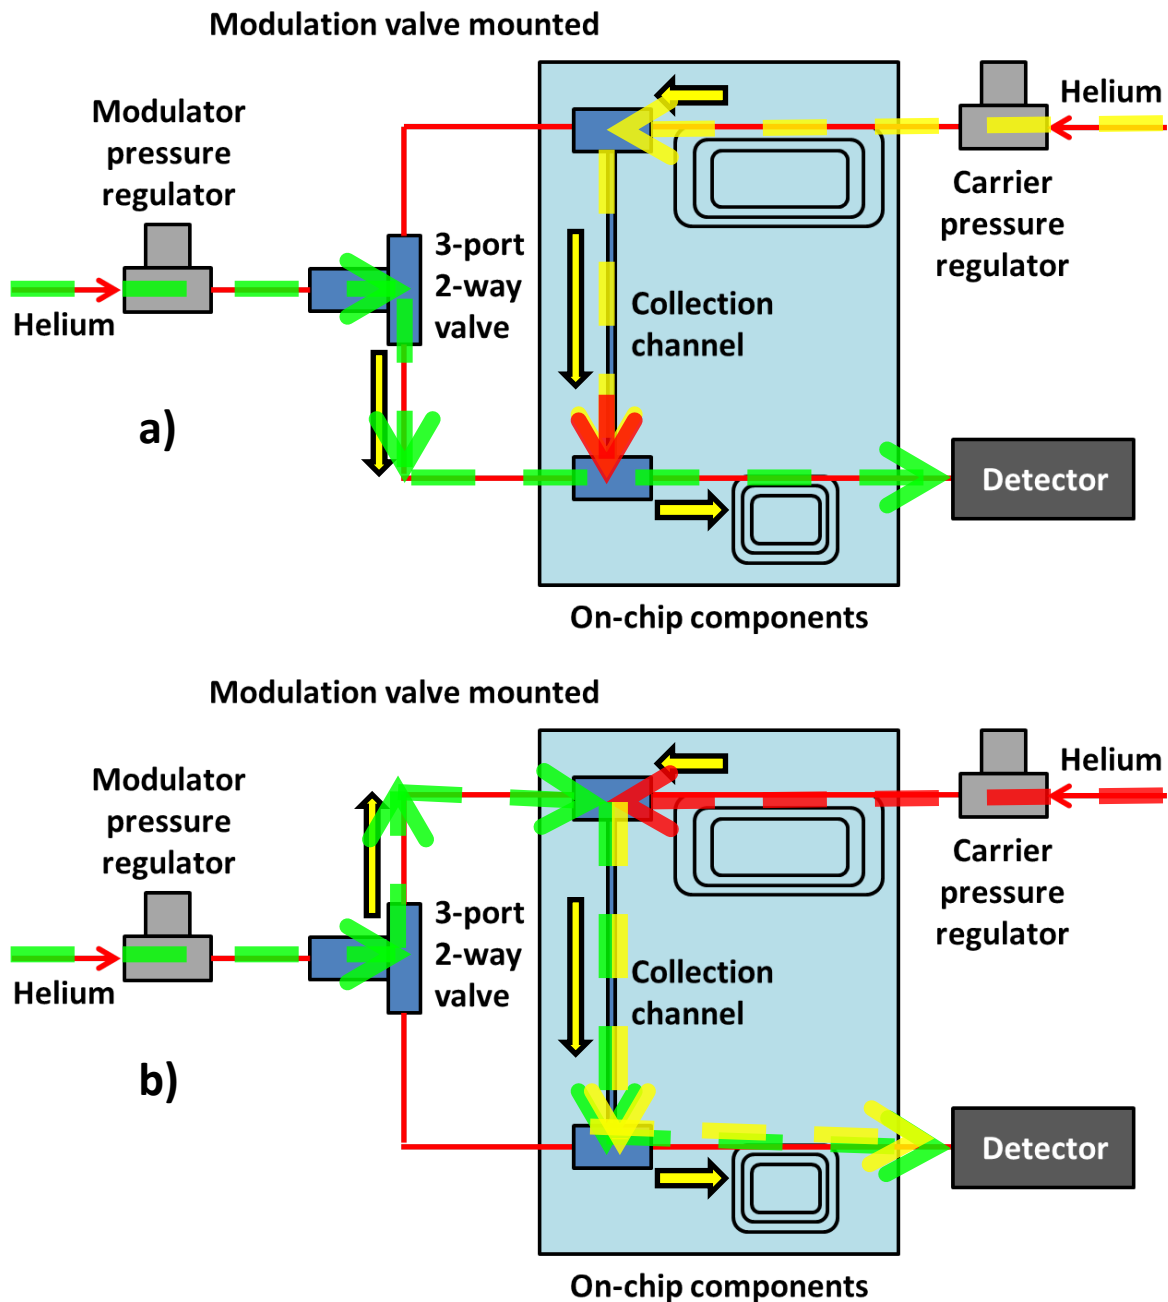 Modulation valve mounted
Modulator
pressure
regulator
Helium
Helium
3-port
2-way
valve
Carrier
pressure
regulator
Collection
channel
a)
Detector
On-chip components
Modulation valve mounted
Modulator
pressure
regulator
Helium
Helium
3-port
2-way
valve
Carrier
pressure
regulator
Collection
channel
b)
Detector
On-chip components